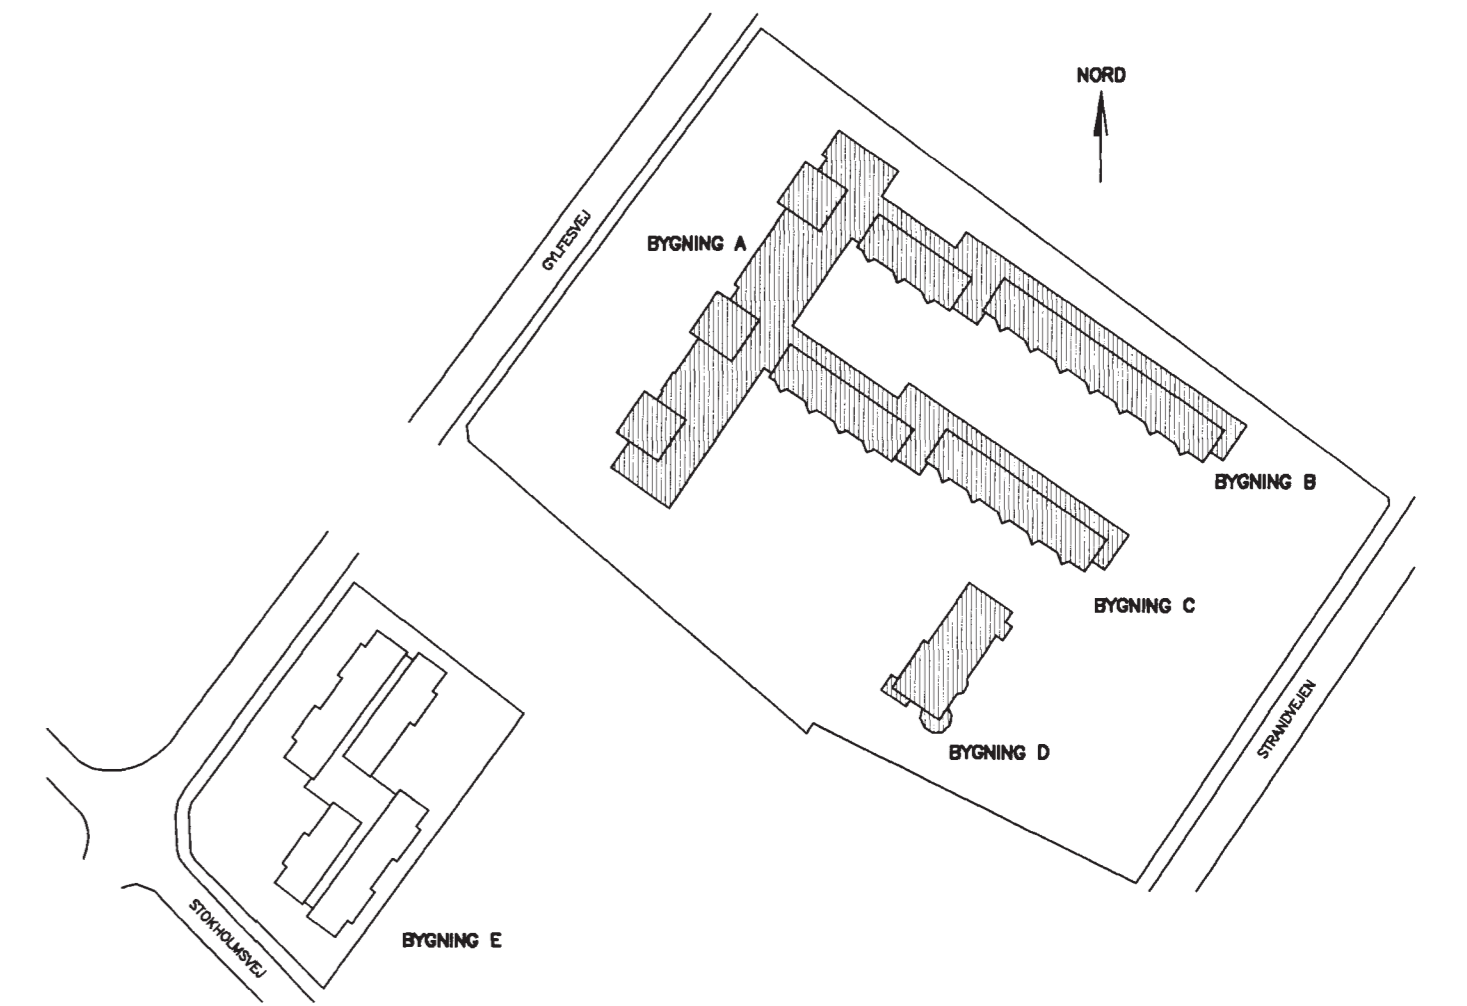 NORD
GYLFESVEJ
BYGNING A
BYGNING B
BYGNING C
STRANDVEJEN
BYGNING D
STOKHOLMSVEJ
BYGNING E